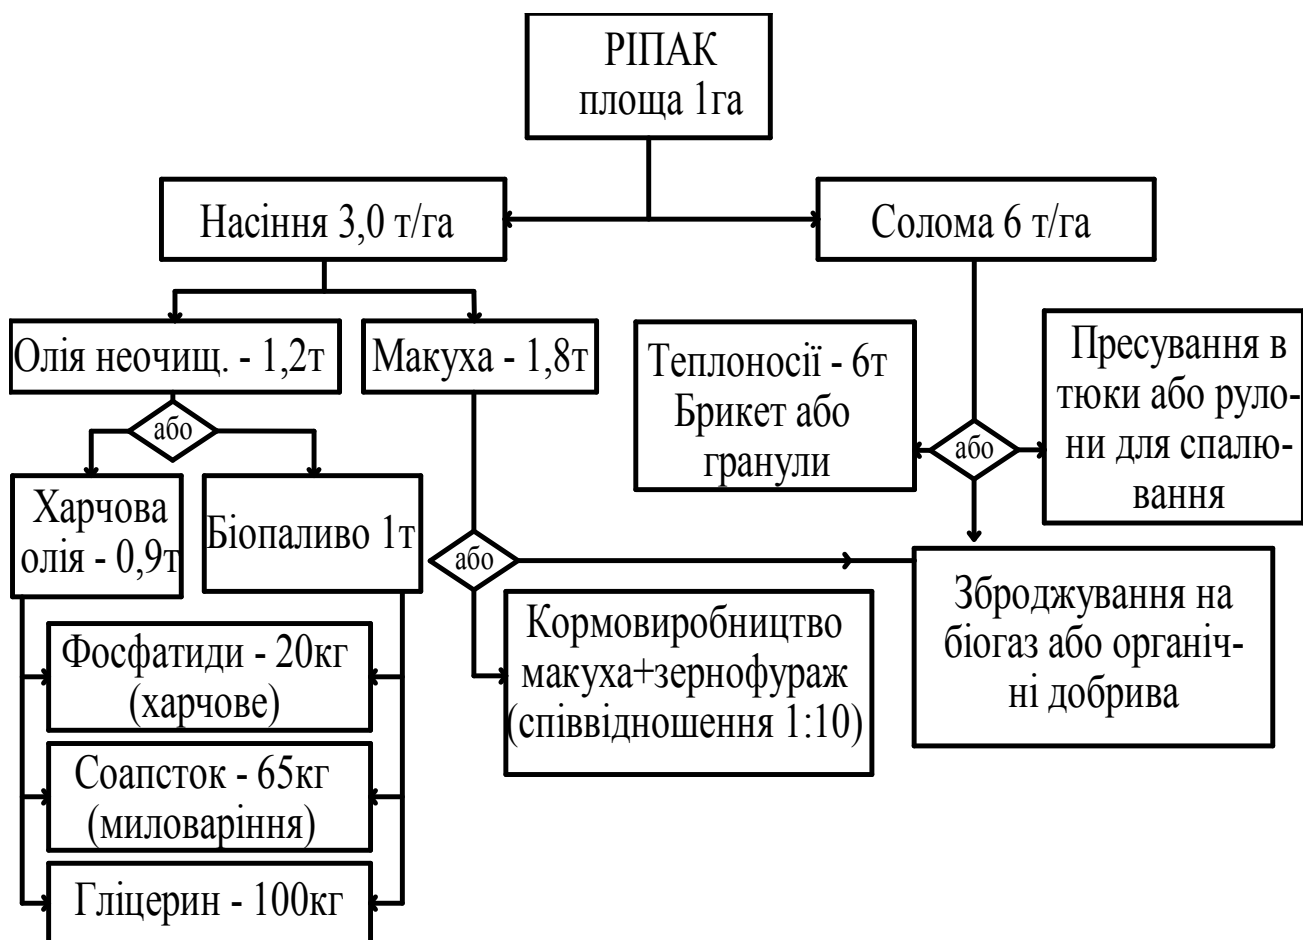 РІПАК
площа 1га
Насіння 3,0 т/га
Солома 6 т/га
Олія неочищ. - 1,2т
Макуха - 1,8т
Теплоносії - 6т
Брикет або
гранули
Пресування в
тюки або руло-
ни для спалю-
вання
або
або
Харчова
олія - 0,9т
Біопаливо 1т
або
Кормовиробництво
макуха+зернофураж
(співвідношення 1:10)
Зброджування на
біогаз або органіч-
ні добрива
Фосфатиди - 20кг
(харчове)
Соапсток - 65кг
(миловаріння)
Гліцерин - 100кг